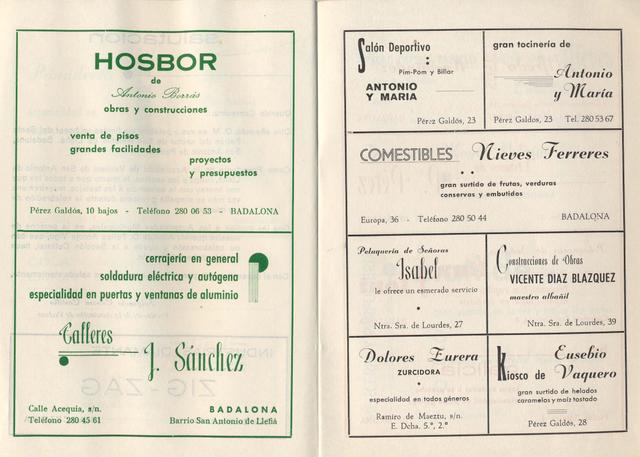 HOSBOR
de
Antonio Borrás
obras y construcciones
venta de pisos
grandes facilidades
proyectos
y presupuestos
Pérez Galdós, 10 bajos - Teléfono 280 06 53 - BADALONA
cerrajería en general
soldadura eléctrica y autógena
especialidad en puertas y ventanas de aluminio
Talleres
J. Sánchez
Calle Acequia, s/n.
Teléfono 280 45 61
BADALONA
Barrio San Antonio de Llefiá
Salón Deportivo
Pim-Pom y Billar
ANTONIO
Y MARIA
Pérez Galdós, 23
gran tocinería de
Antonio
y María
Pérez Galdós, 23 Tel. 280 53 67
COMESTIBLES Nieves Ferreres
gran surtido de frutas, verduras
conservas y embutidos
Europa, 36 - Teléfono 280 50 44 BADALONA
Peluquería de Señoras
Isabel
le ofrece un esmerado servicio
Ntra. Sra. de Lourdes, 27
Construcciones de Obras
VICENTE DIAZ BLAZQUEZ
maestro albañil
Ntra. Sra. de Lourdes, 39
Dolores Eurera
ZURCIDORA
especialidad en todos géneros
Ramiro de Maeztu, s/n.
E. Dcha. 5.º, 2.ª
Eusebio
Kiosco de Vaquero
gran surtido de helados
caramelos y maíz tostado
Pérez Galdós, 28